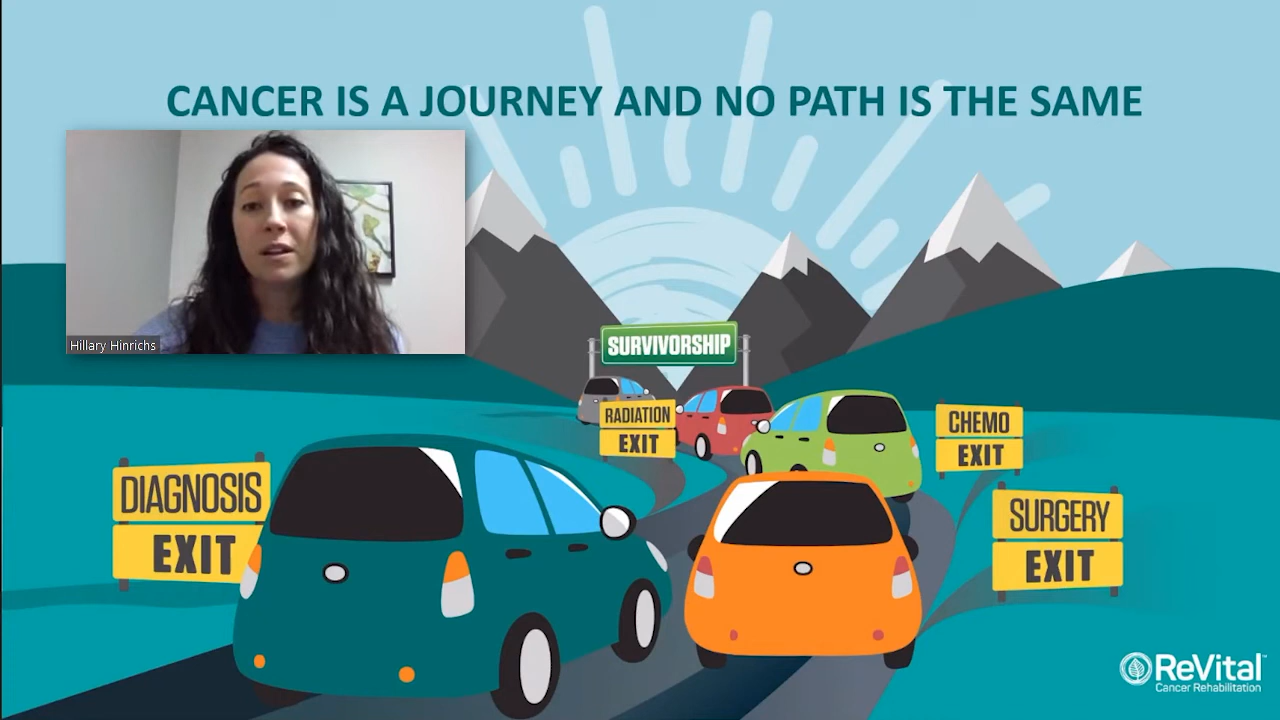 CANCER IS A JOURNEY AND NO PATH IS THE SAME
Hillary Hinrichs
SURVIVORSHIP
RADIATION
EXIT
CHEMO
EXIT
DIAGNOSIS
EXIT
SURGERY
EXIT
ReVital™
Cancer Rehabilitation